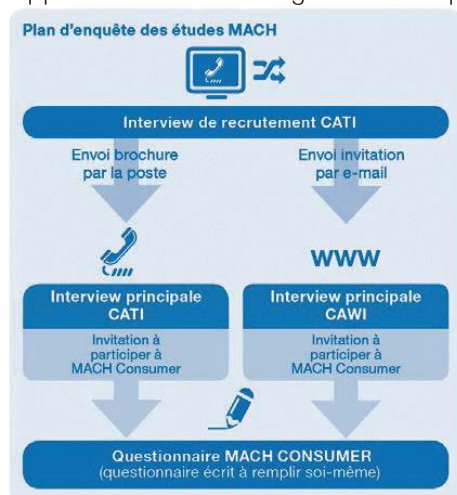 Plan d'enquête des études MACH
Interview de recrutement CATI
Envoi brochure
par la poste
Envoi invitation
par e-mail
www
Interview principale
CATI
Invitation à
participer à
MACH Consumer
Interview principale
CAWI
Invitation à
participer à
MACH Consumer
Questionnaire MACH CONSUMER
(questionnaire écrit à remplir soi-même)